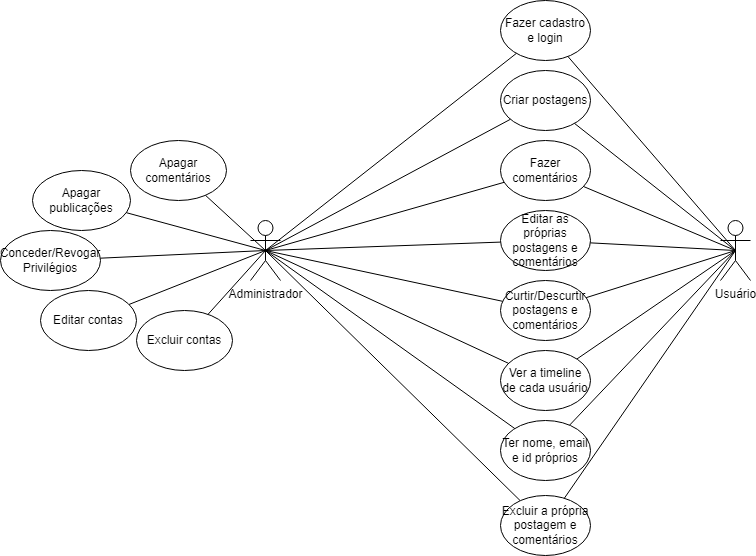 Fazer cadastro
e login
Criar postagens
Fazer
comentários
Editar as
próprias
postagens e
comentários
Curtir/Descurtir
postagens e
comentários
Ver a timeline
de cada usuário
Ter nome, email
e id próprios
Excluir a própria
postagem e
comentários
Apagar
comentários
Apagar
publicações
Conceder/Revogar
Privilégios
Editar contas
Excluir contas
Administrador
Usuário